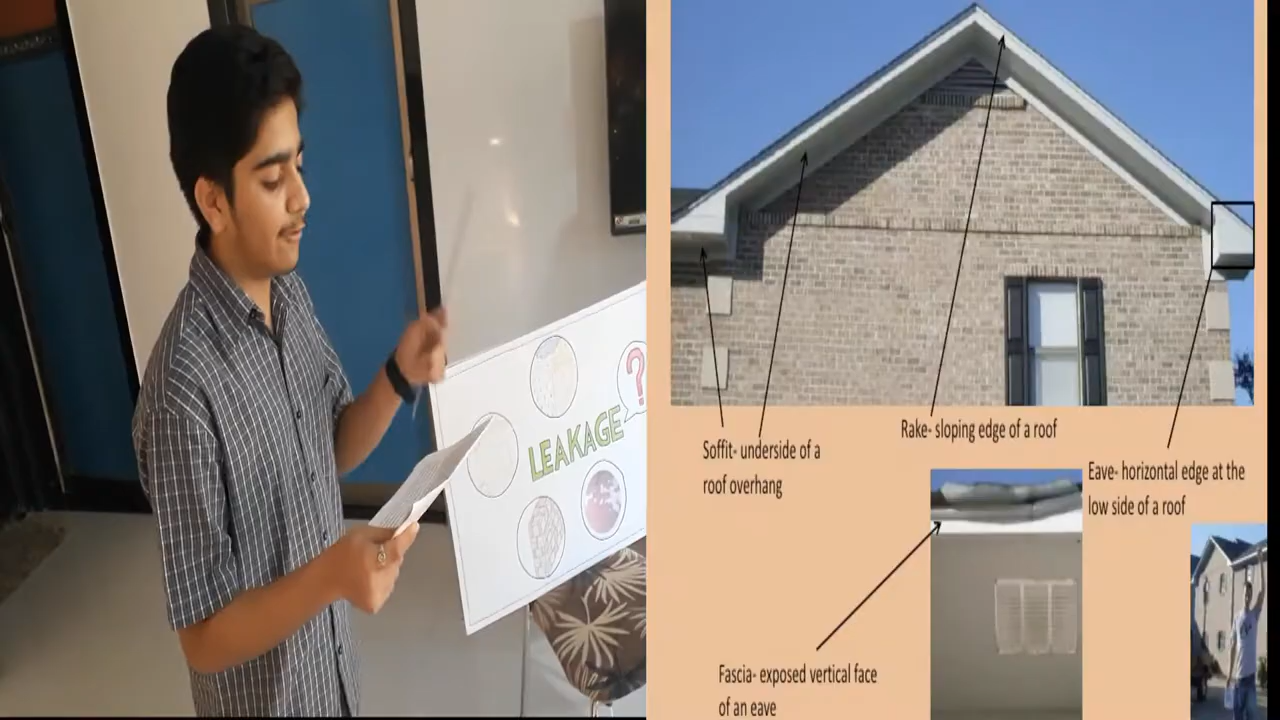 LEAKAGE
?
Rake- sloping edge of a roof
Soffit- underside of a
roof overhang
Eave- horizontal edge at the
low side of a roof
Fascia- exposed vertical face
of an eave